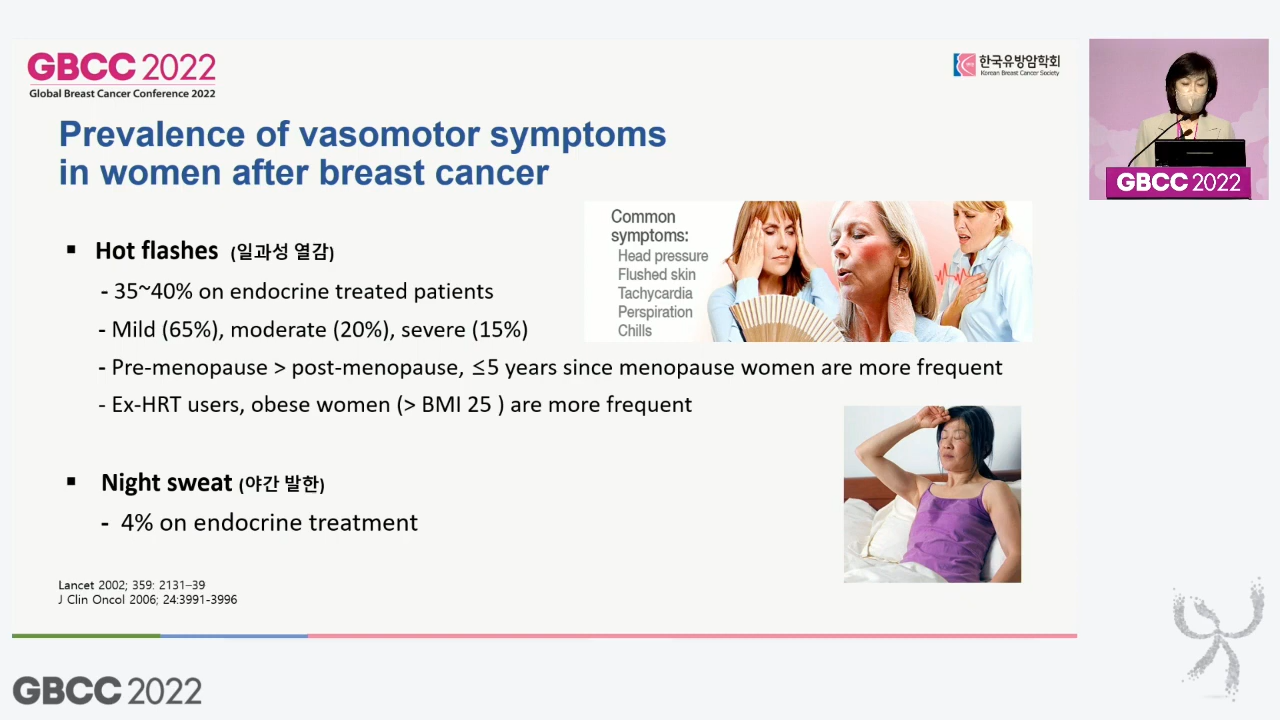 GBCC 2022
Global Breast Cancer Conference 2022
한국유방암학회
Korean Breast Cancer Society
GBCC 2022
Prevalence of vasomotor symptoms
in women after breast cancer
Common
symptoms:
Head pressure
Flushed skin
Tachycardia
Perspiration
Chills
▪ Hot flashes (일과성 열감)
- 35~40% on endocrine treated patients
- Mild (65%), moderate (20%), severe (15%)
- Pre-menopause > post-menopause, ≤5 years since menopause women are more frequent
- Ex-HRT users, obese women (> BMI 25 ) are more frequent
▪ Night sweat (야간 발한)
- 4% on endocrine treatment
Lancet 2002; 359: 2131–39
J Clin Oncol 2006; 24:3991-3996
GBCC 2022